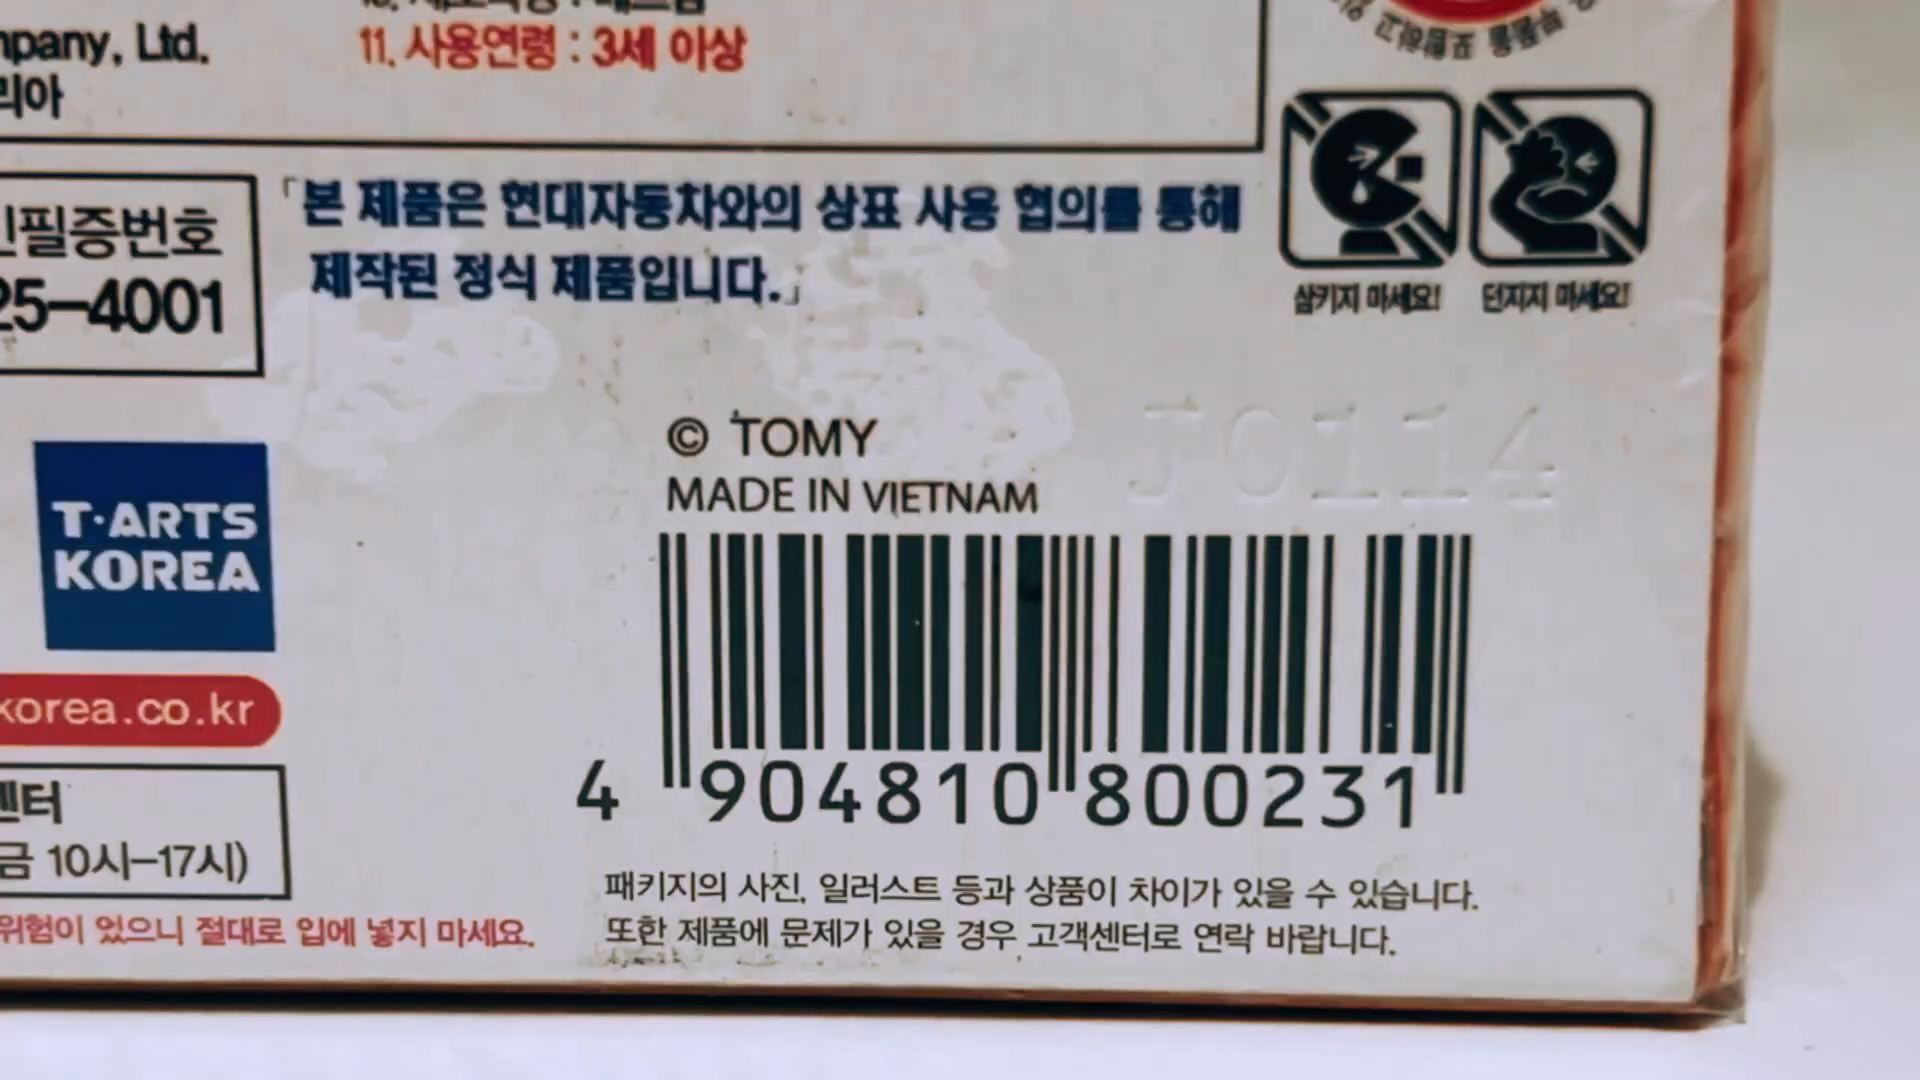 mpany, Ltd.
리아
11. 사용연령 : 3세 이상
필증번호
25-4001
「본 제품은 현대자동차와의 상표 사용 협의를 통해
제작된 정식 제품입니다.」
삼키지 마세요!
던지지 마세요!
© TOMY
MADE IN VIETNAM
J0114
T·ARTS
KOREA
korea.co.kr
4 904810 800231
센터
금 10시-17시)
위험이 있으니 절대로 입에 넣지 마세요.
패키지의 사진, 일러스트 등과 상품이 차이가 있을 수 있습니다.
또한 제품에 문제가 있을 경우 고객센터로 연락 바랍니다.